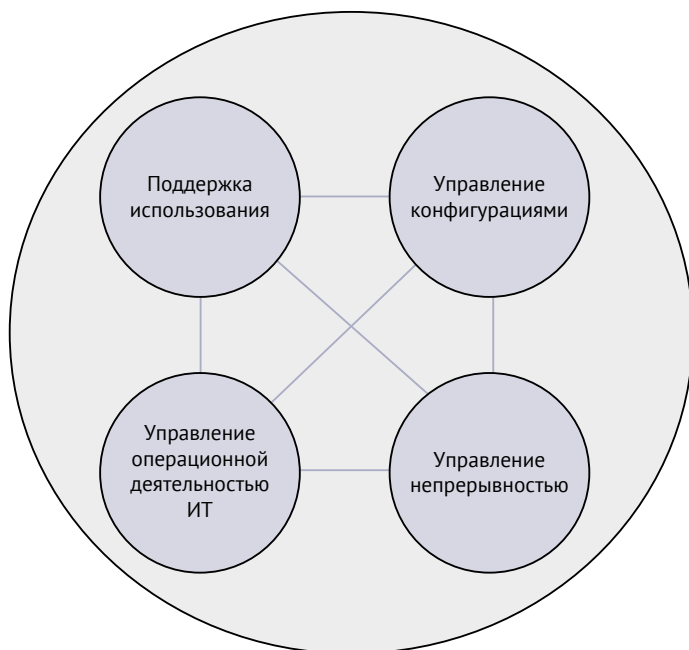 Поддержка
использования
Управление
конфигурациями
Управление
операционной
деятельностью
ИТ
Управление
непрерывностью